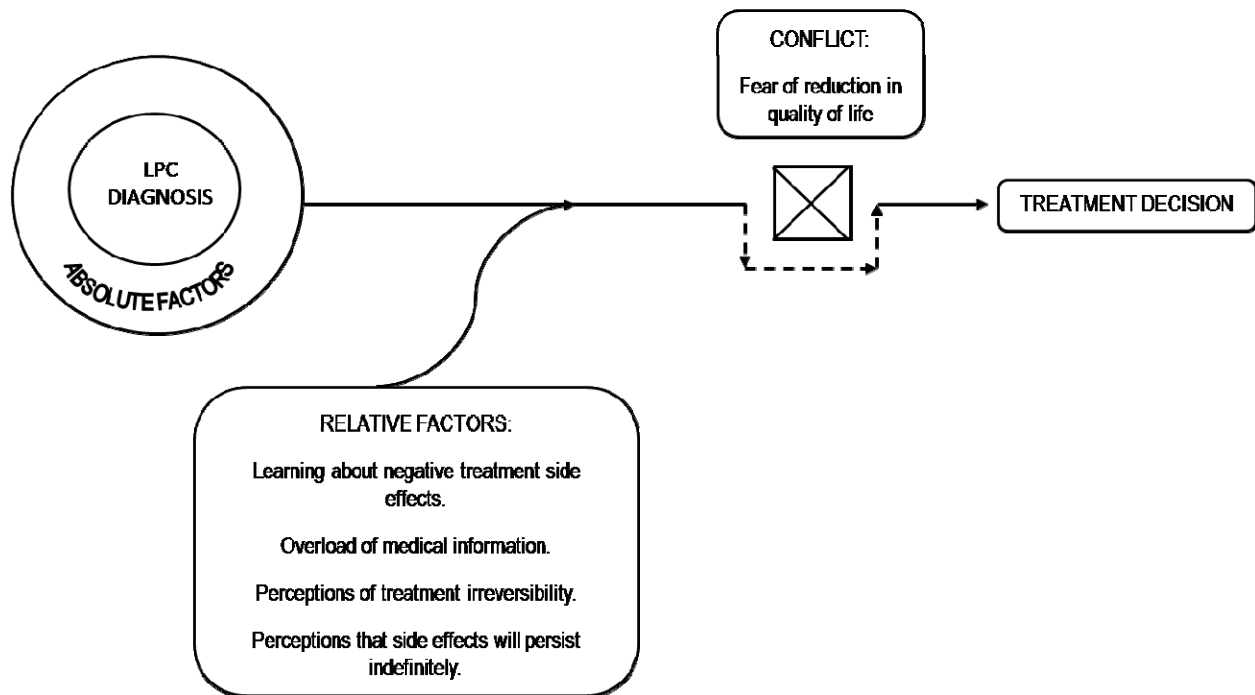 CONFLICT:
Fear of reduction in
quality of life
LPC
DIAGNOSIS
ABSOLUTE FACTORS
TREATMENT DECISION
RELATIVE FACTORS:
Learning about negative treatment side
effects.
Overload of medical information.
Perceptions of treatment irreversibility.
Perceptions that side effects will persist
indefinitely.